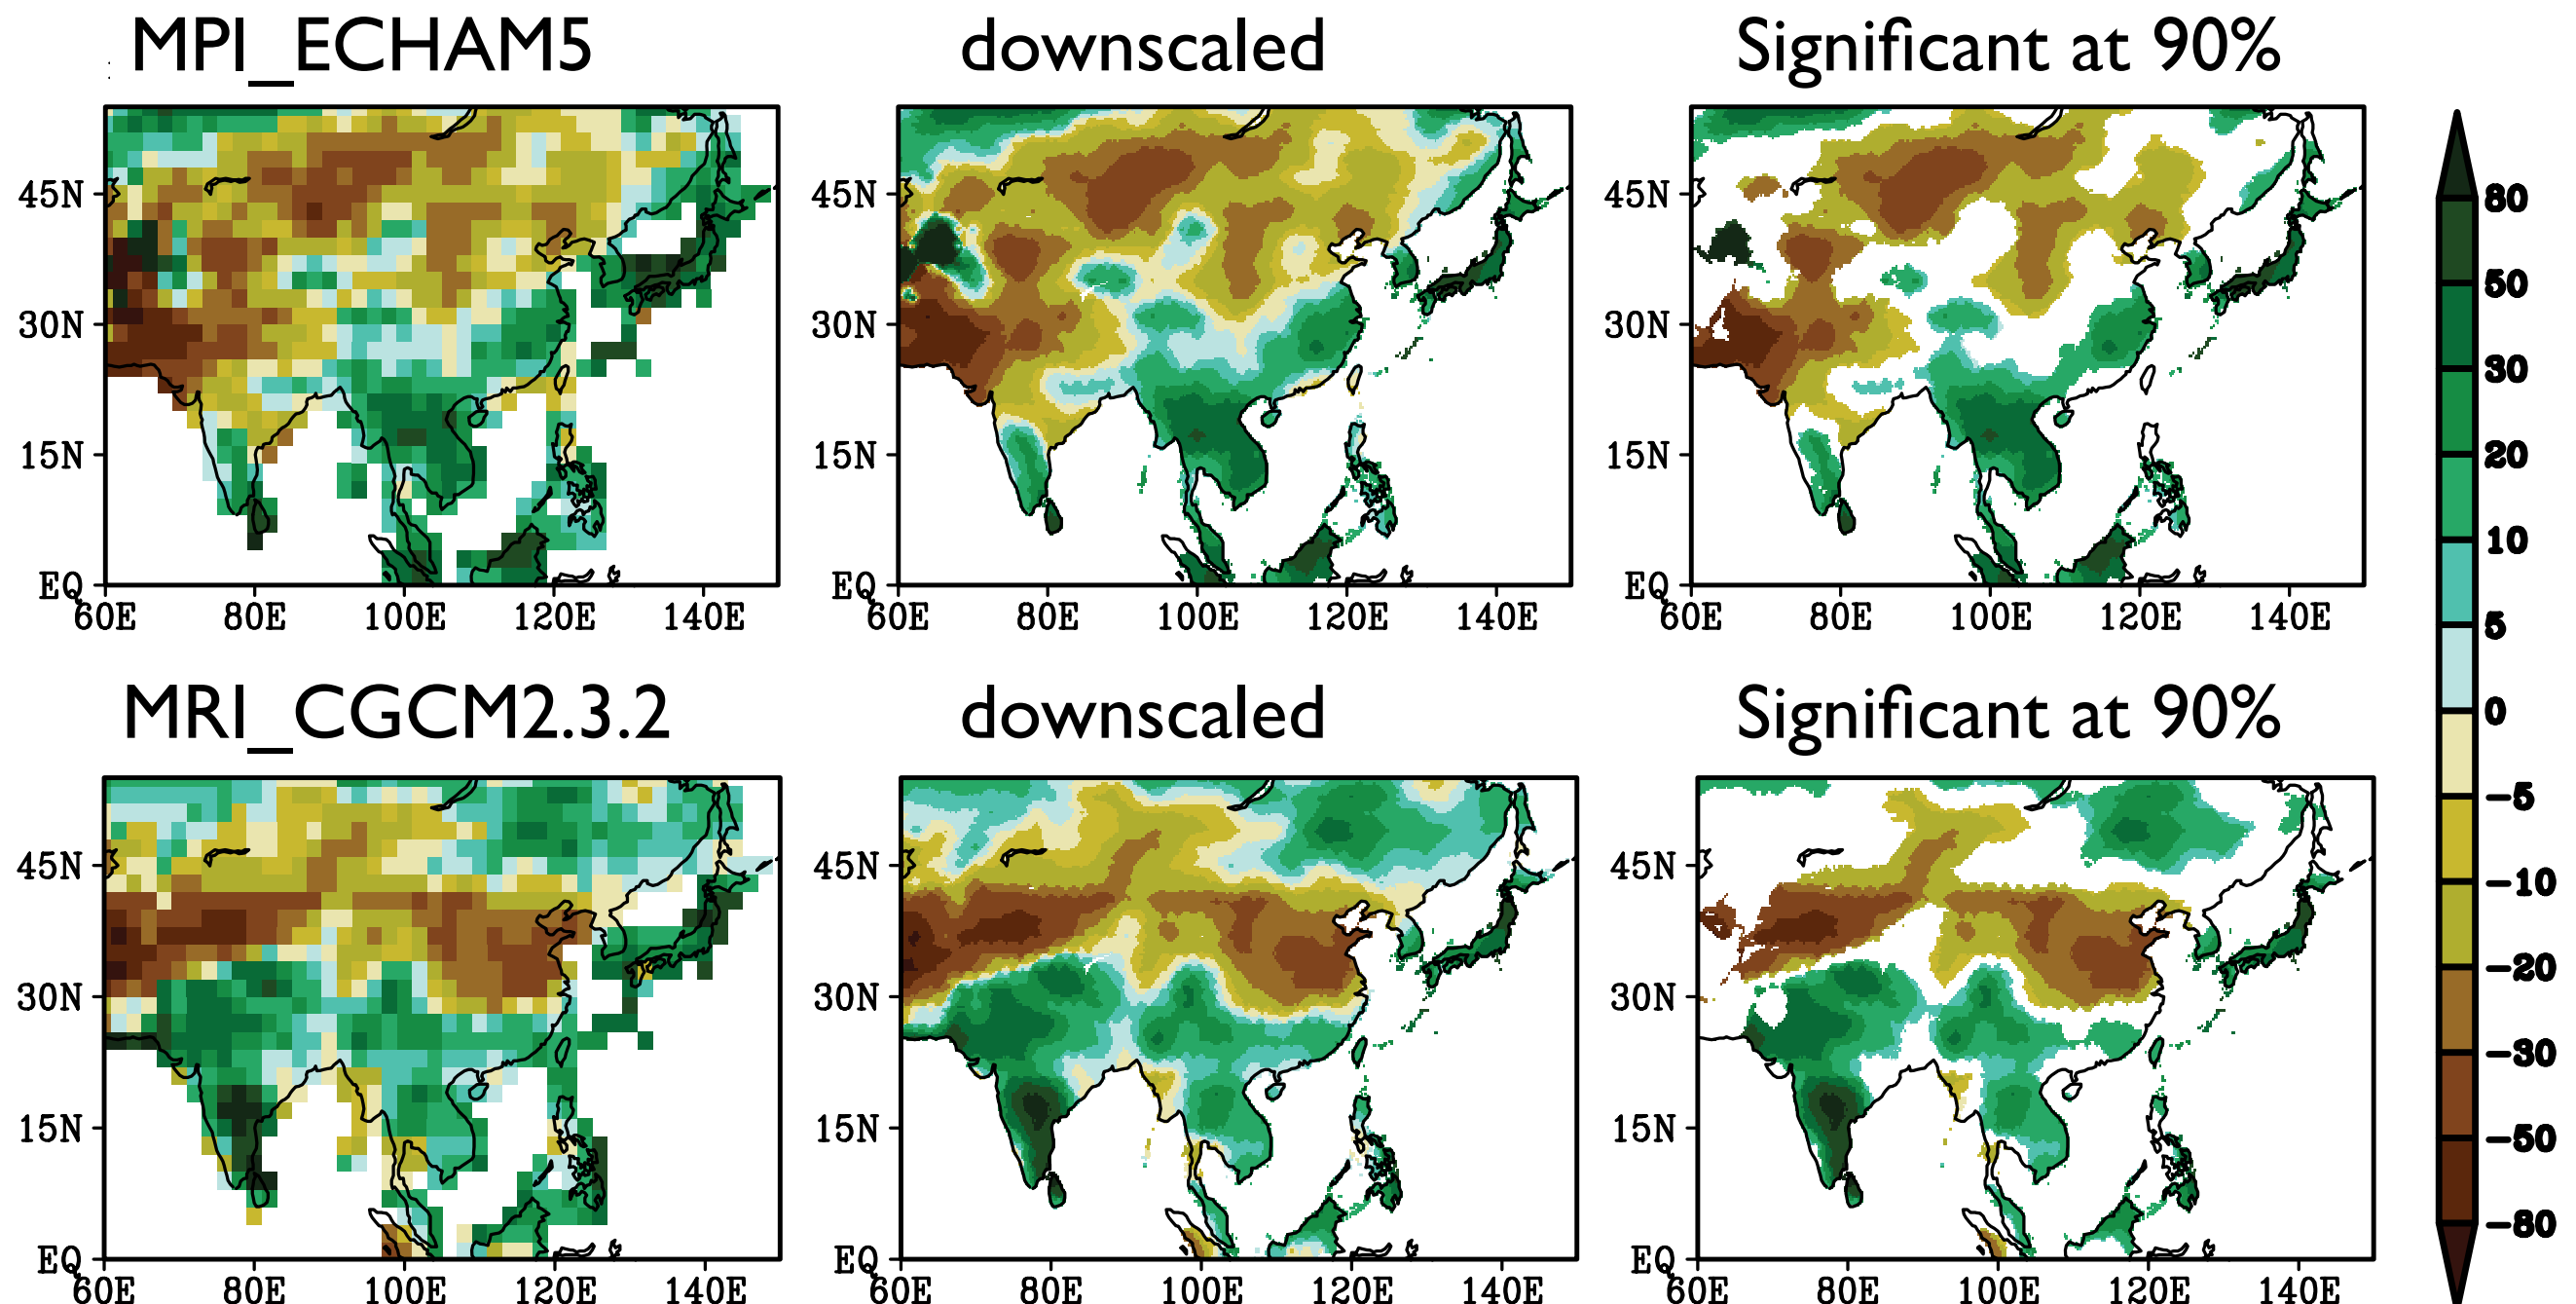 MPI_ECHAM5 downscaled Significant at 90%
45N 45N 45N 80
50
30N 30N 30N 30
20
15N 15N 15N 10
EQ EQ EQ
60E 80E 100E 120E 140E 60E 80E 100E 120E 140E 60E 80E 100E 120E 140E 5
MRI_CGCM2.3.2 downscaled Significant at 90% 0
-5
45N 45N 45N -10
30N 30N 30N -20
-30
15N 15N 15N -50
-80
EQ EQ EQ
60E 80E 100E 120E 140E 60E 80E 100E 120E 140E 60E 80E 100E 120E 140E